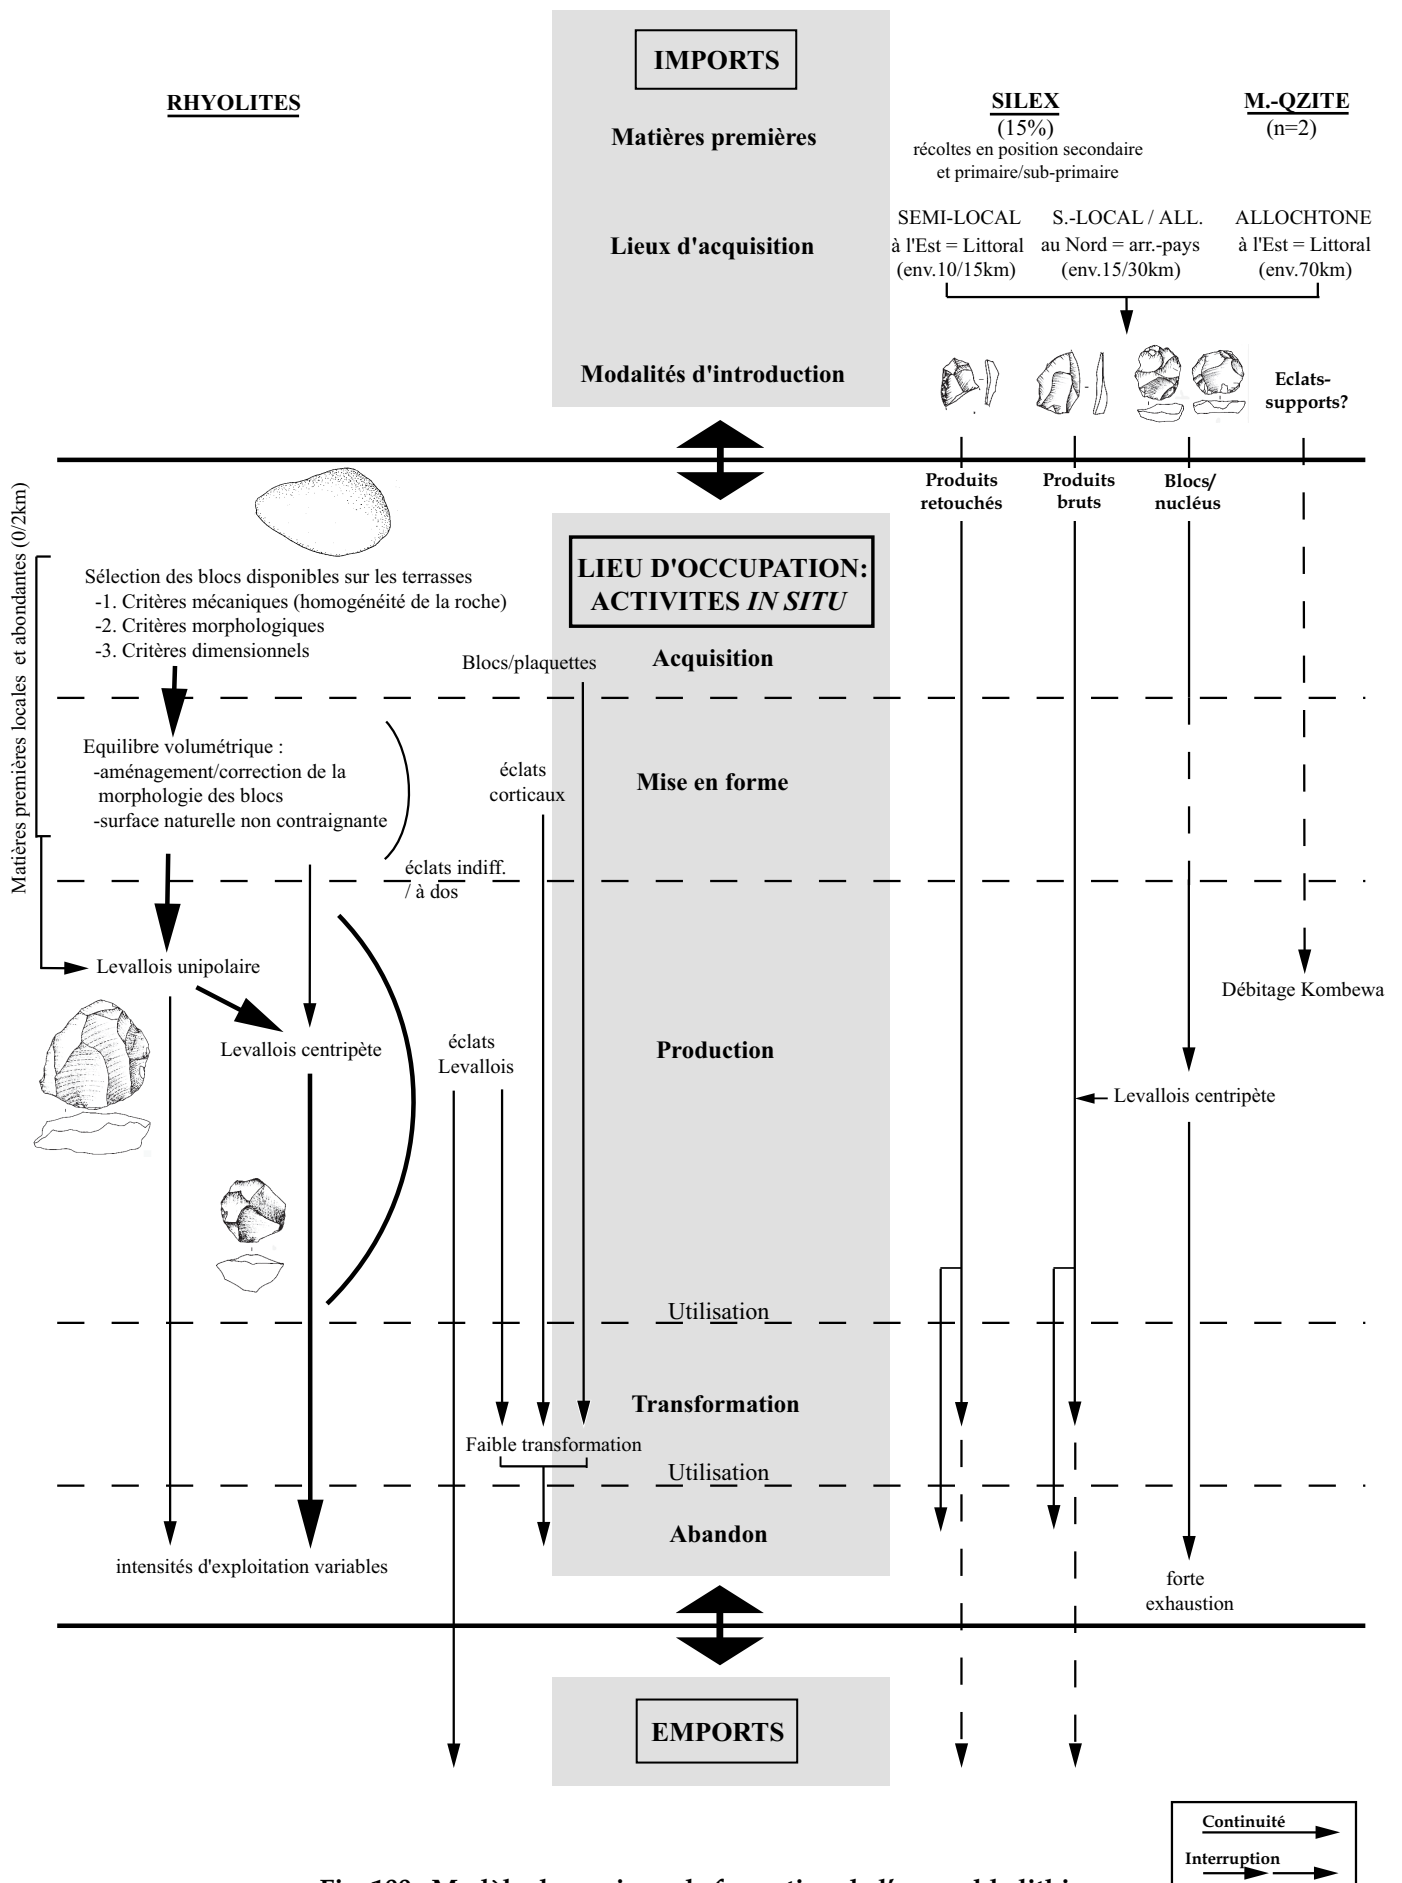 IMPORTS
RHYOLITES
SILEX
(15%)
récoltes en position secondaire
et primaire/sub-primaire
M.-QZITE
(n=2)
Matières premières
SEMI-LOCAL
à l'Est = Littoral
(env.10/15km)
S.-LOCAL / ALL.
au Nord = arr.-pays
(env.15/30km)
ALLOCHTONE
à l'Est = Littoral
(env.70km)
Lieux d'acquisition
Modalités d'introduction
Eclats-
supports?
Produits
retouchés
Produits
bruts
Blocs/
nucléus
Matières premières locales et abondantes (0/2km)
LIEU D'OCCUPATION:
ACTIVITES IN SITU
Sélection des blocs disponibles sur les terrasses
-1. Critères mécaniques (homogénéité de la roche)
-2. Critères morphologiques
-3. Critères dimensionnels
Blocs/plaquettes
Acquisition
Equilibre volumétrique :
-aménagement/correction de la
morphologie des blocs
-surface naturelle non contraignante
éclats
corticaux
Mise en forme
éclats indiff.
/ à dos
Levallois unipolaire
Débitage Kombewa
Levallois centripète
éclats
Levallois
Production
Levallois centripète
Utilisation
Transformation
Faible transformation
Utilisation
Abandon
intensités d'exploitation variables
forte
exhaustion
EMPORTS
Continuité
Interruption